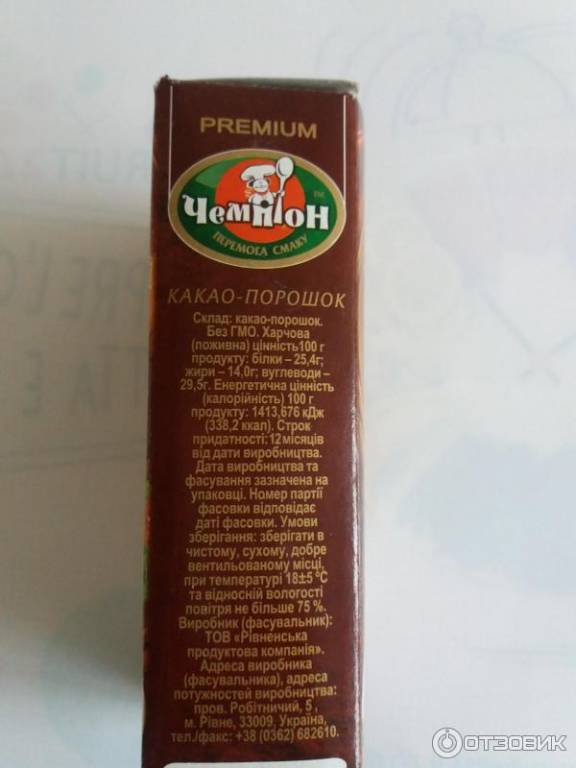 PREMIUM
Чемпіон
TM
ПЕРЕМОГА СМАКУ
КАКАО-ПОРОШОК
Склад: какао-порошок.
Без ГМО. Харчова
(поживна) цінність100 г
продукту: білки – 25,4г;
жири – 14,0г; вуглеводи –
29,5г. Енергетична цінність
(калорійність) 100 г
продукту: 1413,676 кДж
(338,2 ккал). Строк
придатності: 12 місяців
від дати виробництва.
Дата виробництва та
фасування зазначена на
упаковці. Номер партії
фасовки відповідає
даті фасовки. Умови
зберігання: зберігати в
чистому, сухому, добре
вентильованому місці,
при температурі 18±5 °С
та відносній вологості
повітря не більше 75 %.
Виробник (фасувальник):
ТОВ «Рівненська
продуктова компанія».
Адреса виробника
(фасувальника), адреса
потужностей виробництва:
пров. Робітничий, 5 ,
м. Рівне, 33009, Україна,
тел./факс: +38 (0362) 682610.
ОТЗОВИК